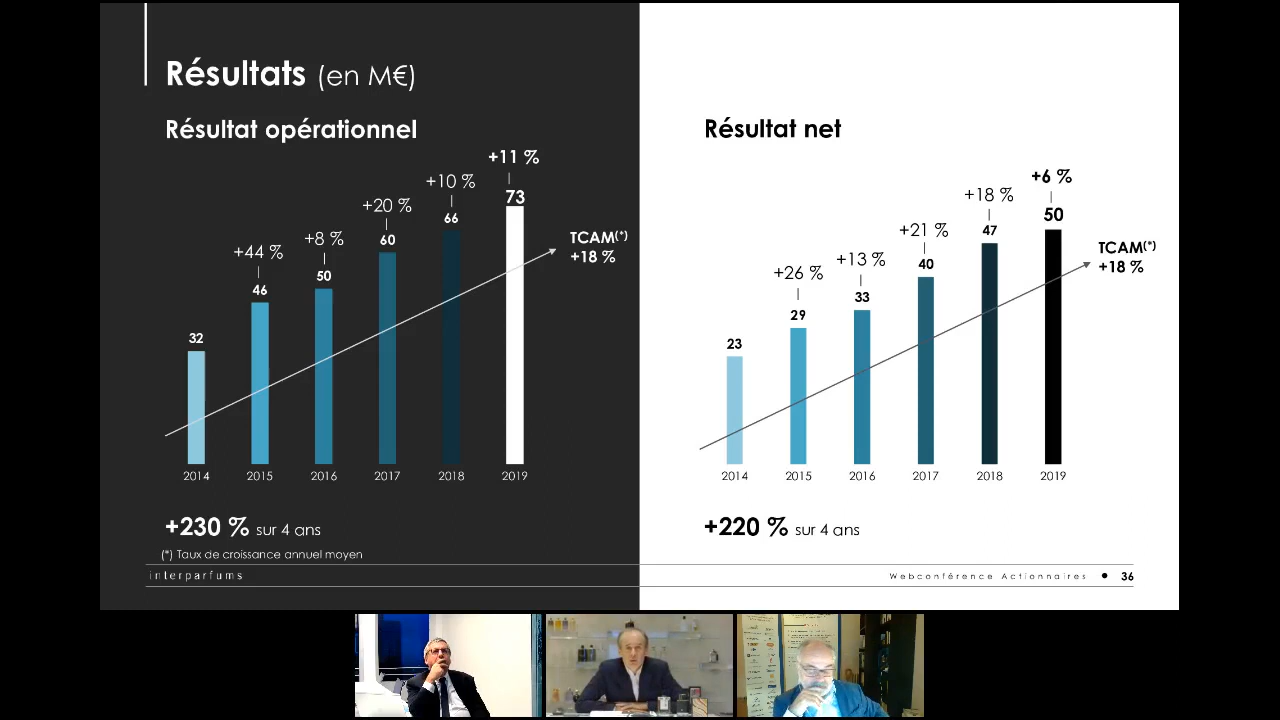 Résultats (en M€)
Résultat opérationnel
+11 %
+10 %
73
+20 %
66
+8 %
60
+44 %
50
46
32
TCAM(*)
+18 %
2014 2015 2016 2017 2018 2019
+230 % sur 4 ans
(*) Taux de croissance annuel moyen
interparfums
Résultat net
+6 %
+18 %
50
+21 %
47
+13 %
40
+26 %
33
29
23
TCAM(*)
+18 %
2014 2015 2016 2017 2018 2019
+220 % sur 4 ans
Webconférence Actionnaires • 36